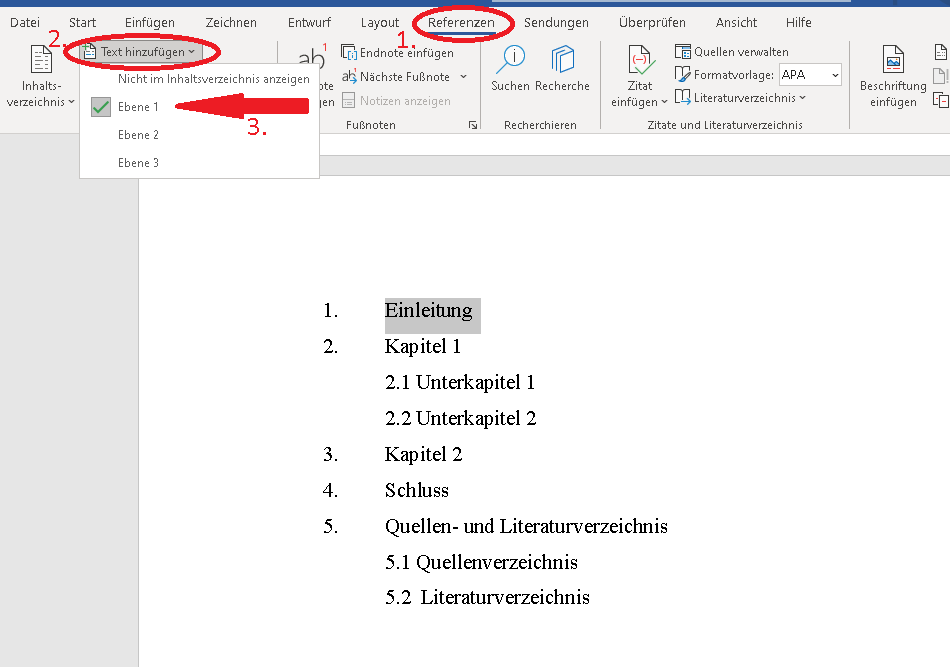 Datei Start Einfügen Zeichnen Entwurf Layout Referenzen Sendungen Überprüfen Ansicht Hilfe
2.
1.
Text hinzufügen
Inhalts-
verzeichnis
Nicht im Inhaltsverzeichnis anzeigen
Ebene 1
3.
Ebene 2
Ebene 3
ab1
Endnote einfügen
Nächste Fußnote
Notizen anzeigen
Fußnoten
Suchen Recherche
Recherchieren
Zitat
einfügen
Quellen verwalten
Formatvorlage: APA
Literaturverzeichnis
Zitate und Literaturverzeichnis
Beschriftung
einfügen
1. Einleitung
2. Kapitel 1
2.1 Unterkapitel 1
2.2 Unterkapitel 2
3. Kapitel 2
4. Schluss
5. Quellen- und Literaturverzeichnis
5.1 Quellenverzeichnis
5.2 Literaturverzeichnis